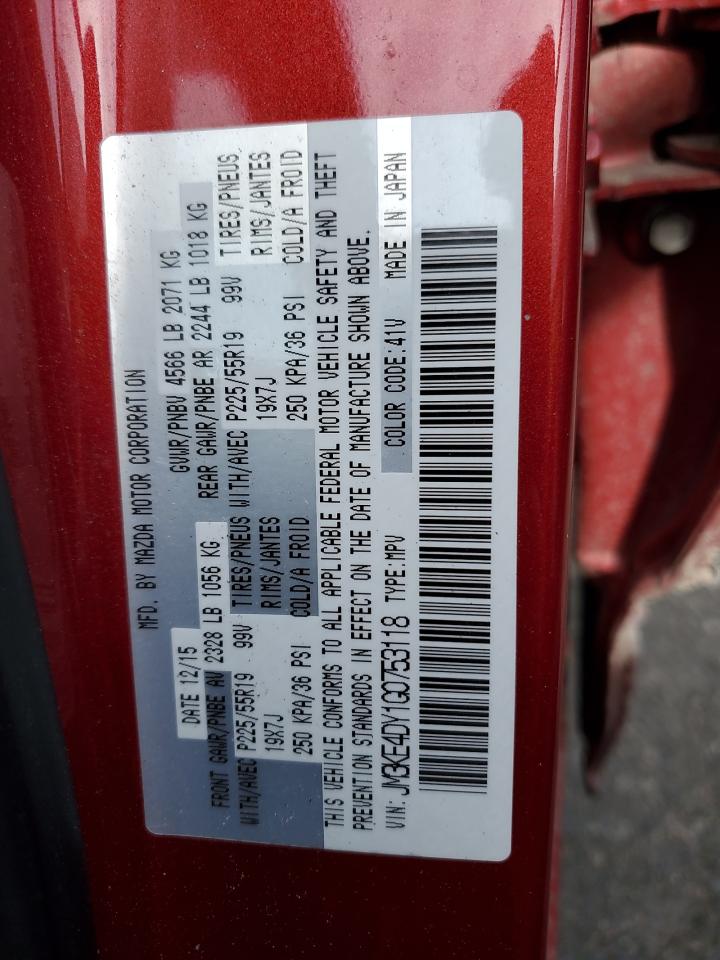 MFD. BY MAZDA MOTOR CORPORATION
DATE 12/15 GVWR/PNBV 4566 LB 2071 KG
FRONT GAWR/PNBE AV 2328 LB 1056 KG REAR GAWR/PNBE AR 2244 LB 1018 KG
WITH/AVEC P225/55R19 99V TIRES/PNEUS WITH/AVEC P225/55R19 99V TIRES/PNEUS
19X7J RIMS/JANTES 19X7J RIMS/JANTES
250 KPA/36 PSI COLD/A FROID 250 KPA/36 PSI COLD/A FROID
THIS VEHICLE CONFORMS TO ALL APPLICABLE FEDERAL MOTOR VEHICLE SAFETY AND THEFT
PREVENTION STANDARDS IN EFFECT ON THE DATE OF MANUFACTURE SHOWN ABOVE.
VIN: JM3KE4DY1G0753118 TYPE:MPV COLOR CODE:41V MADE IN JAPAN